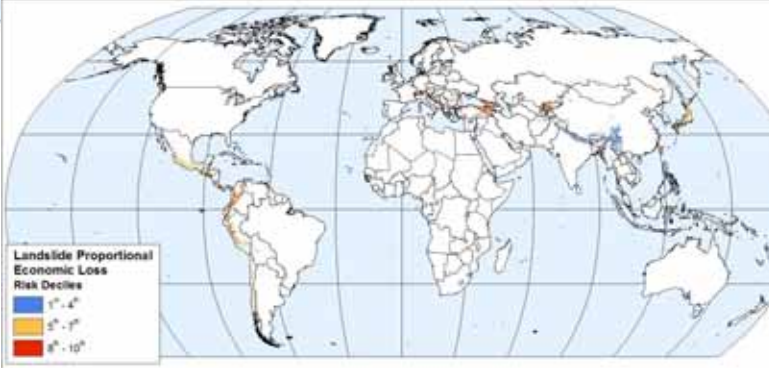 Landslide Proportional
Economic Loss
Risk Deciles
1st - 4th
5th - 7th
8th - 10th